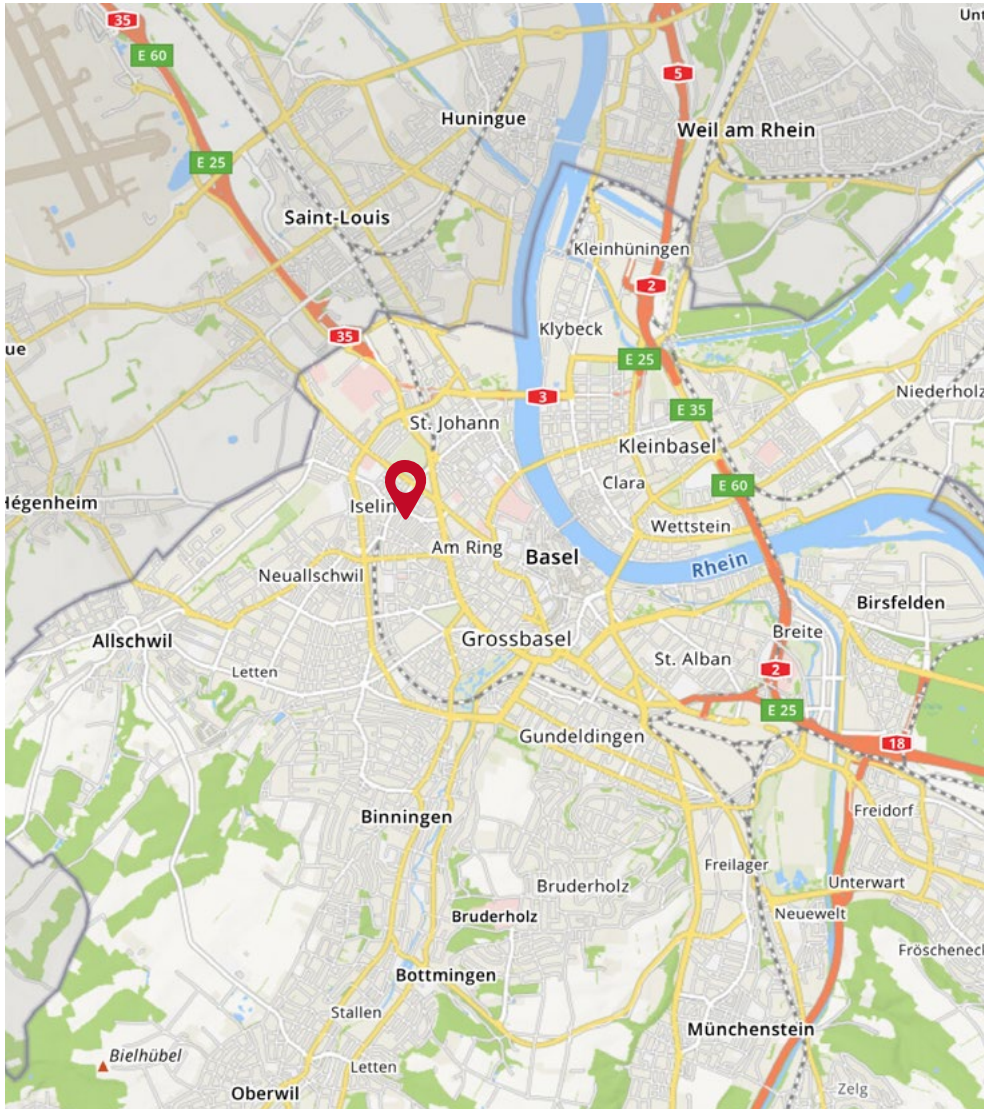 35
Unt
E 60
5
Huningue
Weil am Rhein
E 25
Saint-Louis
Kleinhüningen
2
Klybeck
35
ue
E 25
Niederholz
3
E 35
St. Johann
Kleinbasel
Clara
E 60
Hégenheim
Iselin
Wettstein
Am Ring
Basel
Rhein
Neuallschwil
Birsfelden
Allschwil
Grossbasel
Breite
St. Alban
Letten
2
E 25
Gundeldingen
18
Freidorf
Binningen
Freilager
Bruderholz
Unterwart
Bruderholz
Neuewelt
Fröscheneck
Bottmingen
Stallen
Münchenstein
Bielhübel
Letten
Oberwil
Zelg